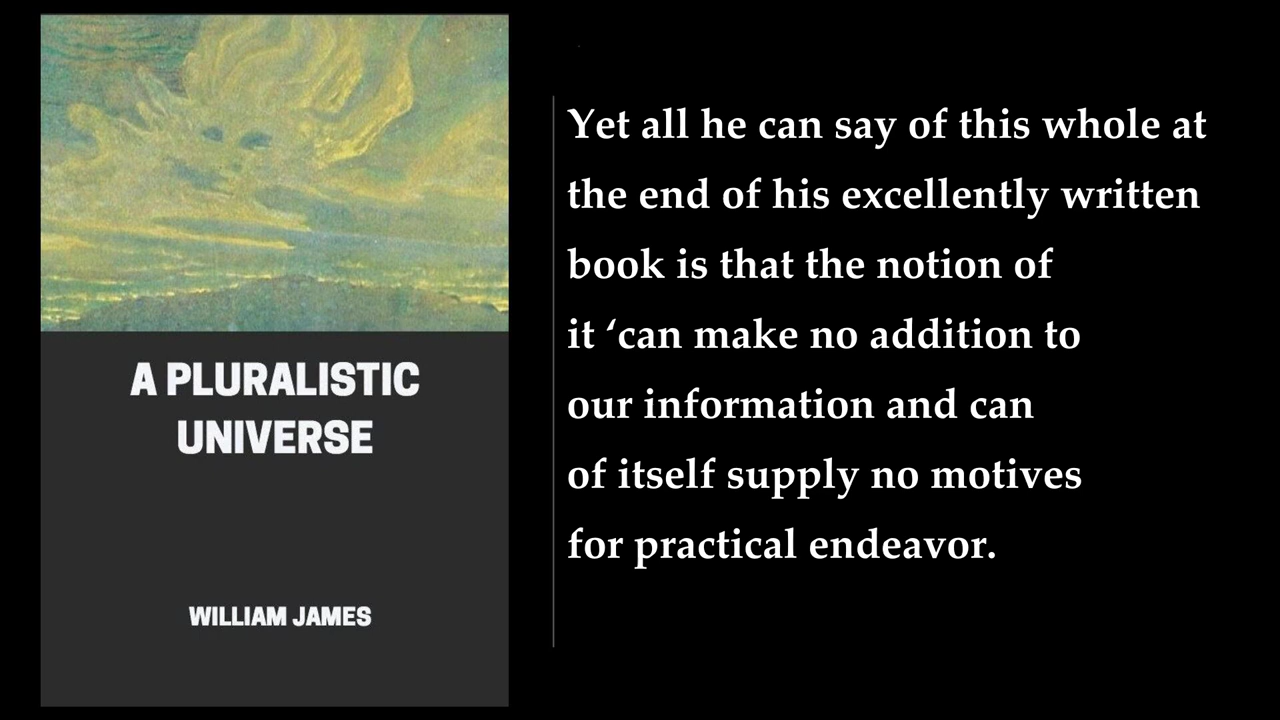 A PLURALISTIC
UNIVERSE
WILLIAM JAMES
Yet all he can say of this whole at
the end of his excellently written
book is that the notion of
it ‘can make no addition to
our information and can
of itself supply no motives
for practical endeavor.